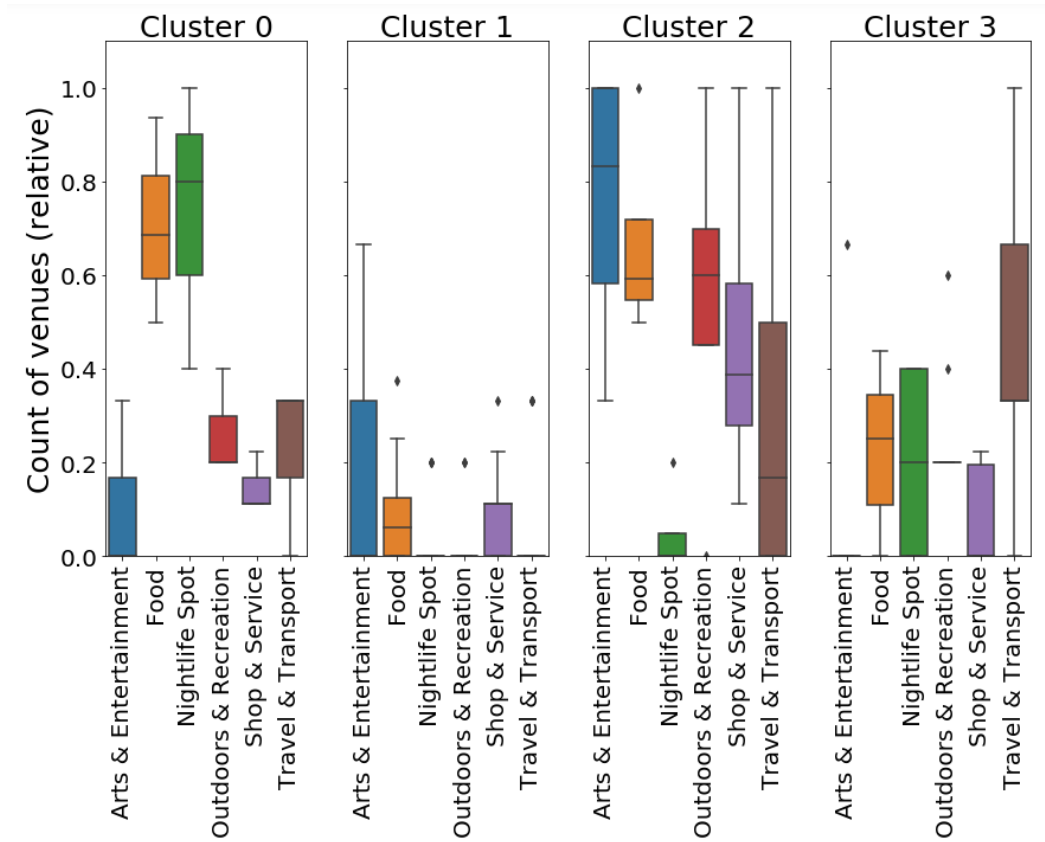 Cluster 0
Cluster 1
Cluster 2
Cluster 3
Count of venues (relative)
1.0
0.8
0.6
0.4
0.2
0.0
Arts & Entertainment
Food
Nightlife Spot
Outdoors & Recreation
Shop & Service
Travel & Transport
Arts & Entertainment
Food
Nightlife Spot
Outdoors & Recreation
Shop & Service
Travel & Transport
Arts & Entertainment
Food
Nightlife Spot
Outdoors & Recreation
Shop & Service
Travel & Transport
Arts & Entertainment
Food
Nightlife Spot
Outdoors & Recreation
Shop & Service
Travel & Transport